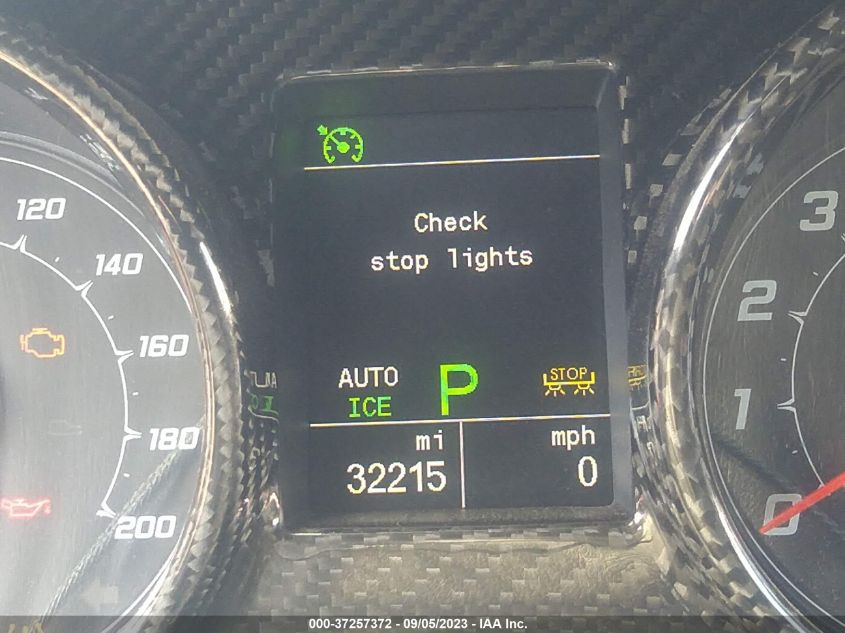 120
140
160
180
200
Check
stop lights
AUTO
ICE
P
STOP
mi
32215
mph
0
3
2
1
0
000-37257372 - 09/05/2023 - IAA Inc.